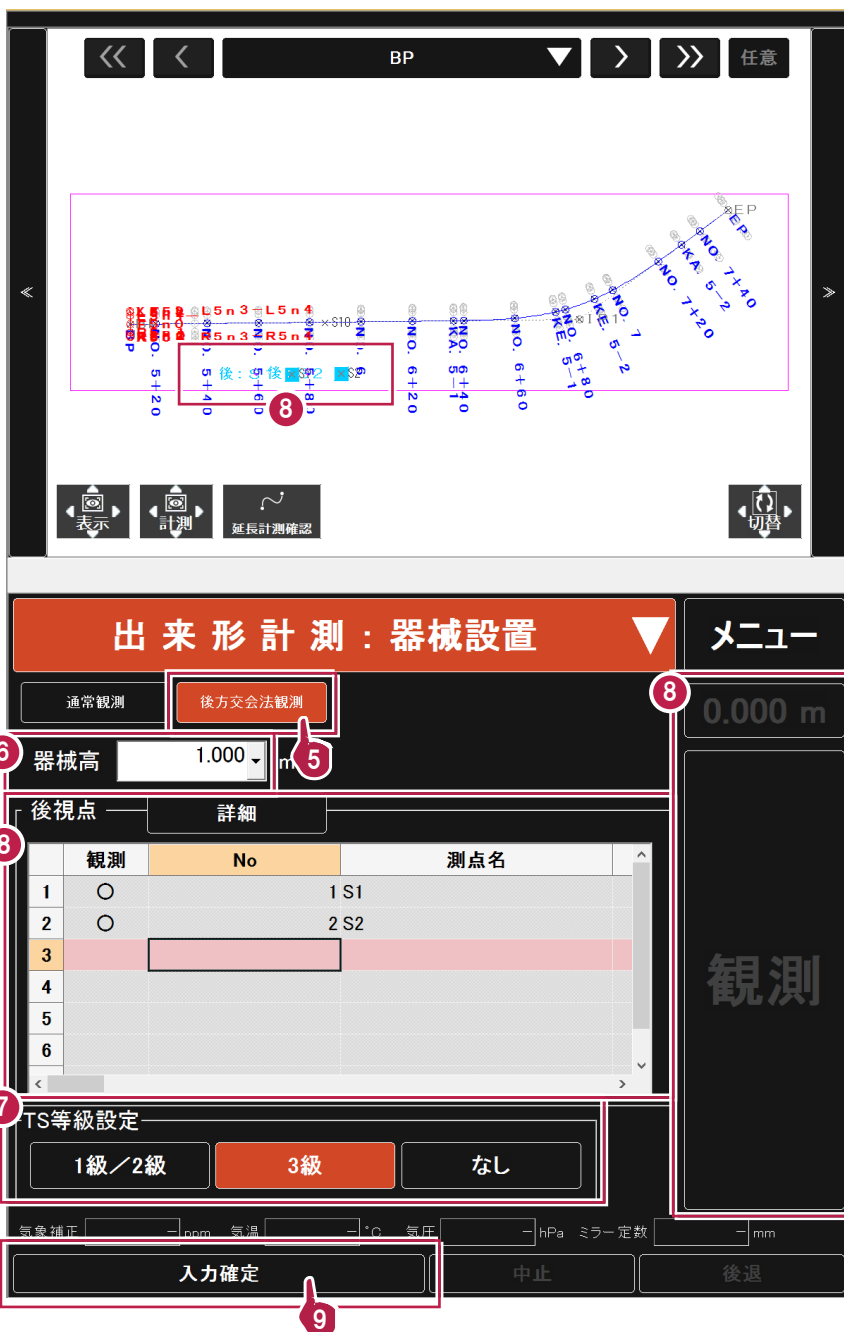 BP
任意
EP
EP
NO. 7+40
KA. 5-2
NO. 7+20
NO. 7
KE. 5-2
NO. 6+80
KE. 5-1
NO. 6+60
NO. 6+40
KA. 5-1
NO. 6+20
S10
L5n3 L5n4
R5n3 R5n4
5+20
5+40
5+60
5+80
後:S 後
S2
8
表示
計測
延長計測確認
切替
出来形計測:器械設置
メニュー
通常観測
後方交会法観測
8
0.000 m
6
器械高
1.000
m
5
後視点
詳細
8
観測 No 測点名
1 ○ 1 S1
2 ○ 2 S2
3
4
5
6
観測
7
TS等級設定
1級/2級
3級
なし
気象補正 - ppm 気温 - °C 気圧 - hPa ミラー定数 - mm
入力確定
中止
後退
9